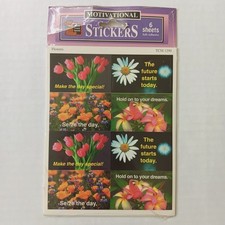 MOTIVATIONAL
STICKERS
6
sheets
The
future
starts
today.
Make the day special!
Hold on to your dreams.
Seize the day.
The
future
starts
today.
Make the day special!
Hold on to your dreams.
Seize the day.